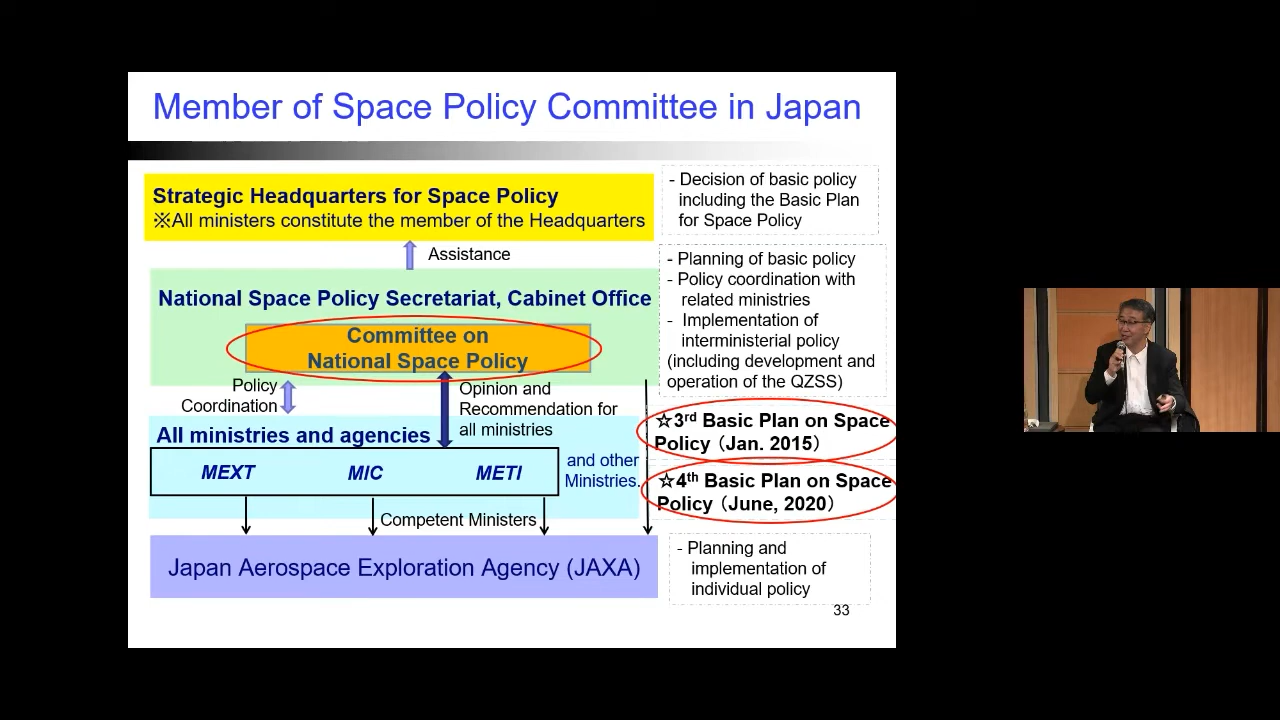 Member of Space Policy Committee in Japan
Strategic Headquarters for Space Policy
※All ministers constitute the member of the Headquarters
- Decision of basic policy
including the Basic Plan
for Space Policy
Assistance
National Space Policy Secretariat, Cabinet Office
Committee on
National Space Policy
- Planning of basic policy
- Policy coordination with
related ministries
- Implementation of
interministerial policy
(including development and
operation of the QZSS)
Policy
Coordination
Opinion and
Recommendation for
all ministries
☆3rd Basic Plan on Space
Policy（Jan. 2015）
All ministries and agencies
MEXT MIC METI
and other
Ministries.
☆4th Basic Plan on Space
Policy（June, 2020）
Competent Ministers
Japan Aerospace Exploration Agency (JAXA)
- Planning and
implementation of
individual policy
33